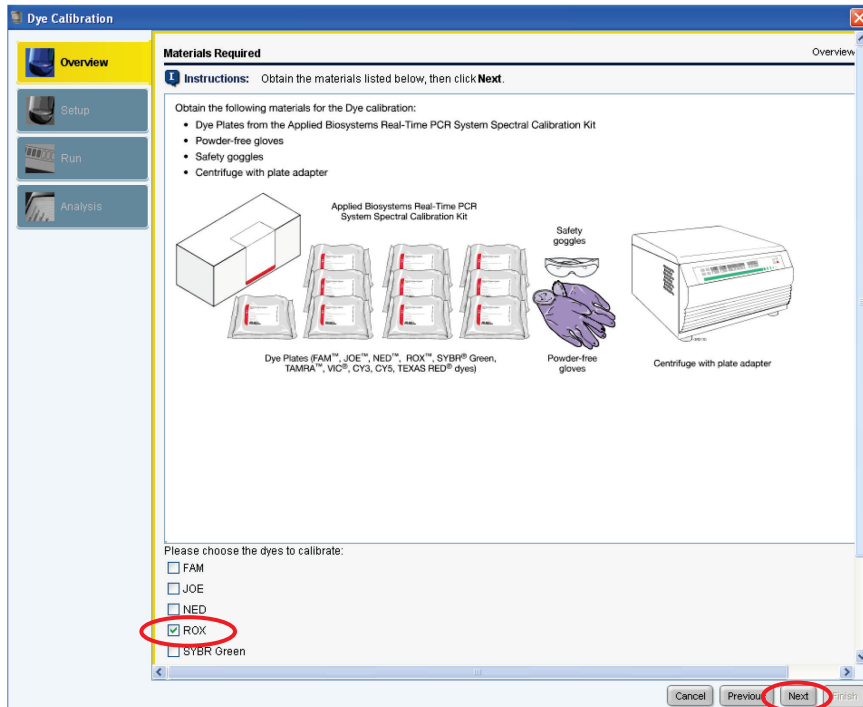 Dye Calibration
Overview
Setup
Run
Analysis
Materials Required
Overview
Instructions: Obtain the materials listed below, then click Next.
Obtain the following materials for the Dye calibration:
• Dye Plates from the Applied Biosystems Real-Time PCR System Spectral Calibration Kit
• Powder-free gloves
• Safety goggles
• Centrifuge with plate adapter
Applied Biosystems Real-Time PCR
System Spectral Calibration Kit
Safety
goggles
Dye Plates (FAM™, JOE™, NED™, ROX™, SYBR® Green,
TAMRA™, VIC®, CY3, CY5, TEXAS RED® dyes)
Powder-free
gloves
Centrifuge with plate adapter
Please choose the dyes to calibrate:
FAM
JOE
NED
ROX
SYBR Green
Cancel
Previous
Next
Finish